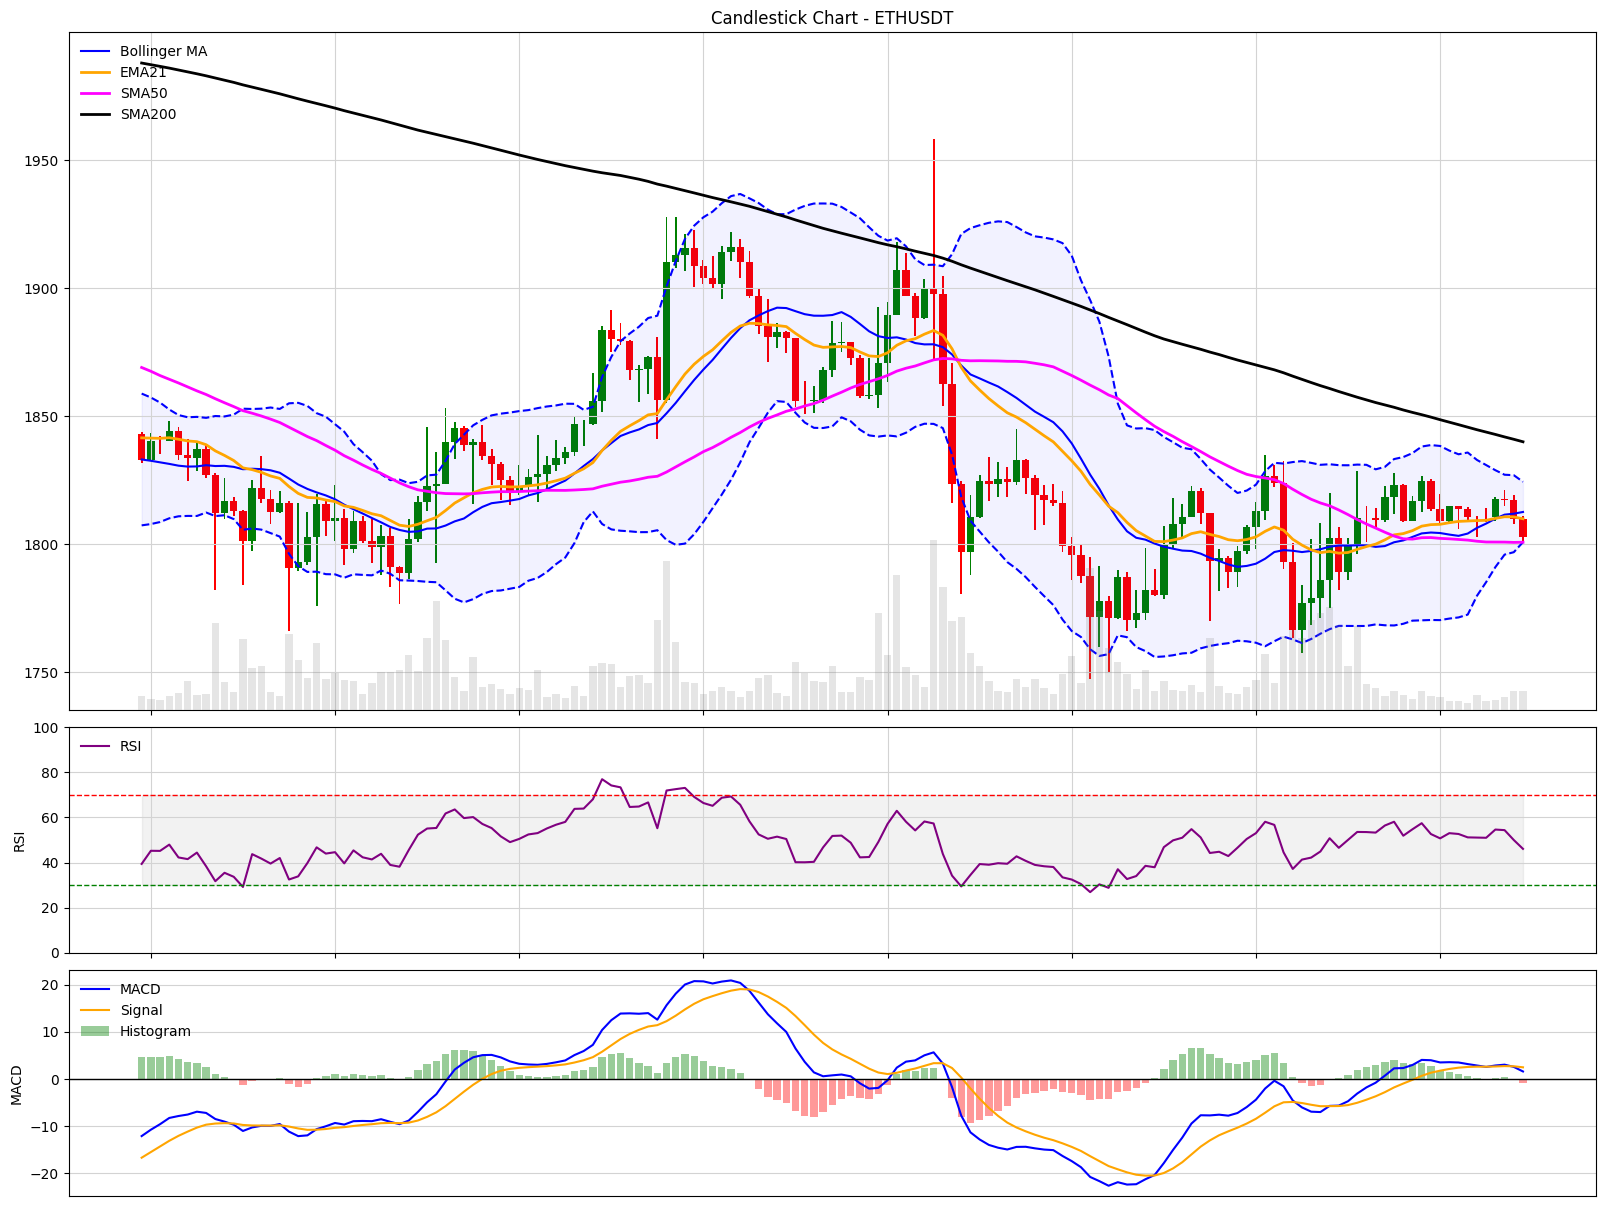 Candlestick Chart - ETHUSDT
Bollinger MA
EMA21
SMA50
SMA200
1950
1900
1850
1800
1750
100
80
60
40
20
0
RSI
RSI
20
10
0
−10
−20
MACD
MACD
Signal
Histogram